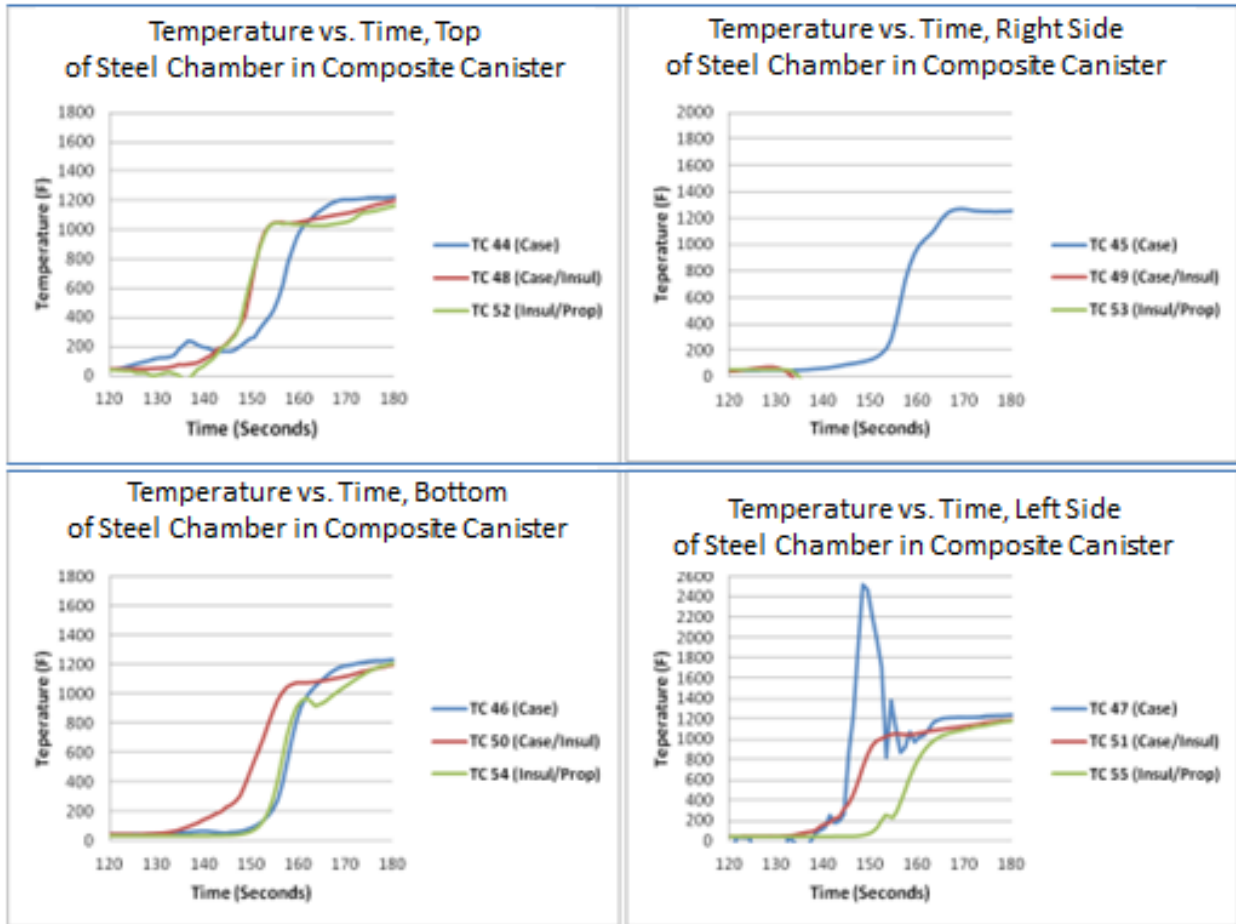 Temperature vs. Time, Top
of Steel Chamber in Composite Canister
1800
1600
1400
1200
1000
800
600
400
200
0
Temperature (F)
120 130 140 150 160 170 180
Time (Seconds)
TC 44 (Case)
TC 48 (Case/Insul)
TC 52 (Insul/Prop)
Temperature vs. Time, Right Side
of Steel Chamber in Composite Canister
2000
1800
1600
1400
1200
1000
800
600
400
200
0
Teperature (F)
120 130 140 150 160 170 180
Time (Seconds)
TC 45 (Case)
TC 49 (Case/Insul)
TC 53 (Insul/Prop)
Temperature vs. Time, Bottom
of Steel Chamber in Composite Canister
1800
1600
1400
1200
1000
800
600
400
200
0
Teperature (F)
120 130 140 150 160 170 180
Time (Seconds)
TC 46 (Case)
TC 50 (Case/Insul)
TC 54 (Insul/Prop)
Temperature vs. Time, Left Side
of Steel Chamber in Composite Canister
2600
2400
2200
2000
1800
1600
1400
1200
1000
800
600
400
200
0
Teperature (F)
120 130 140 150 160 170 180
Time (Seconds)
TC 47 (Case)
TC 51 (Case/Insul)
TC 55 (Insul/Prop)